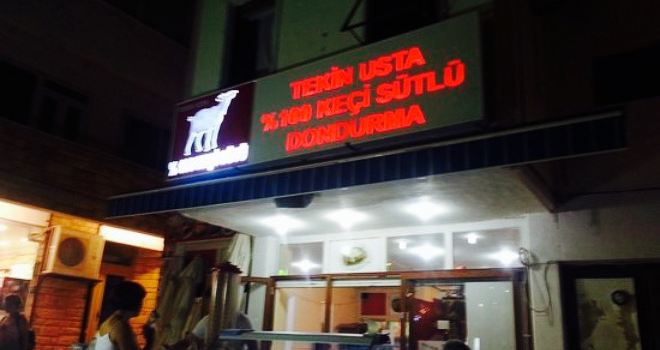 TEKİN USTA
%100 KEÇİ SÜTLÜ
DONDURMA